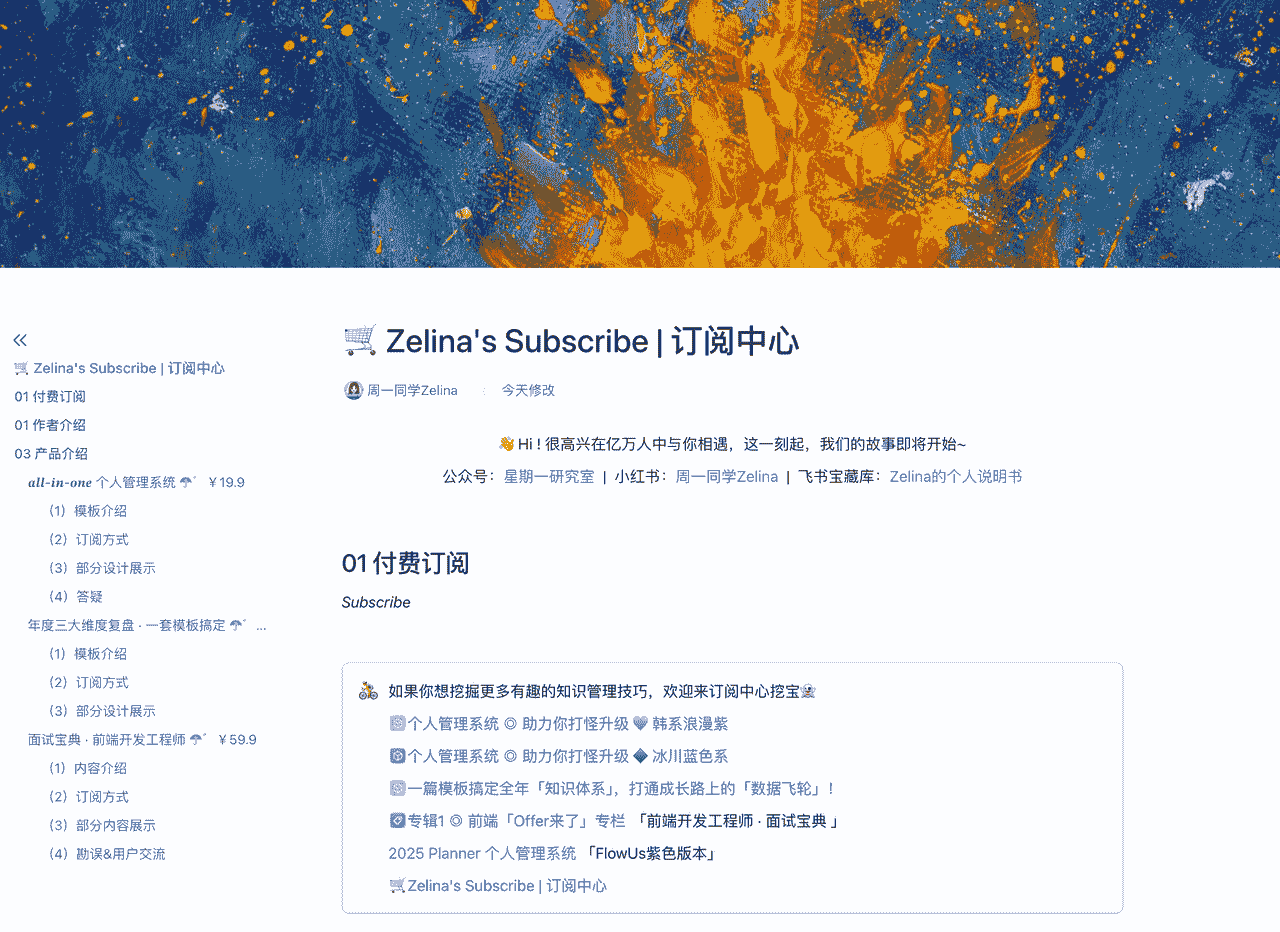 Zelina's Subscribe | 订阅中心
01 付费订阅
01 作者介绍
03 产品介绍
all-in-one 个人管理系统 ☂️゛ ￥19.9
（1）模板介绍
（2）订阅方式
（3）部分设计展示
（4）答疑
年度三大维度复盘 · 一套模板搞定 ☂️゛ ...
（1）模板介绍
（2）订阅方式
（3）部分设计展示
面试宝典 · 前端开发工程师 ☂️゛ ￥59.9
（1）内容介绍
（2）订阅方式
（3）部分内容展示
（4）勘误&用户交流
🛒 Zelina's Subscribe | 订阅中心
周一同学Zelina
今天修改
👋 Hi ! 很高兴在亿万人中与你相遇，这一刻起，我们的故事即将开始~
公众号：星期一研究室 | 小红书：周一同学Zelina | 飞书宝藏库：Zelina的个人说明书
01 付费订阅
Subscribe
如果你想挖掘更多有趣的知识管理技巧，欢迎来订阅中心挖宝👻
个人管理系统 ◎ 助力你打怪升级 💙 韩系浪漫紫
个人管理系统 ◎ 助力你打怪升级 🔷 冰川蓝色系
一篇模板搞定全年「知识体系」，打通成长路上的「数据飞轮」!
专辑1 ◎ 前端「Offer来了」专栏 「前端开发工程师 · 面试宝典 」
2025 Planner 个人管理系统 「FlowUs紫色版本」
🛒Zelina's Subscribe | 订阅中心